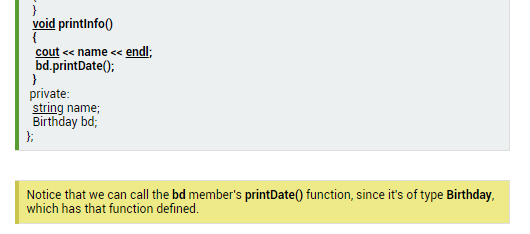 }
void printInfo()
{
cout << name << endl;
bd.printDate();
}
private:
string name;
Birthday bd;
};
Notice that we can call the bd member's printDate() function, since it's of type Birthday,
which has that function defined.